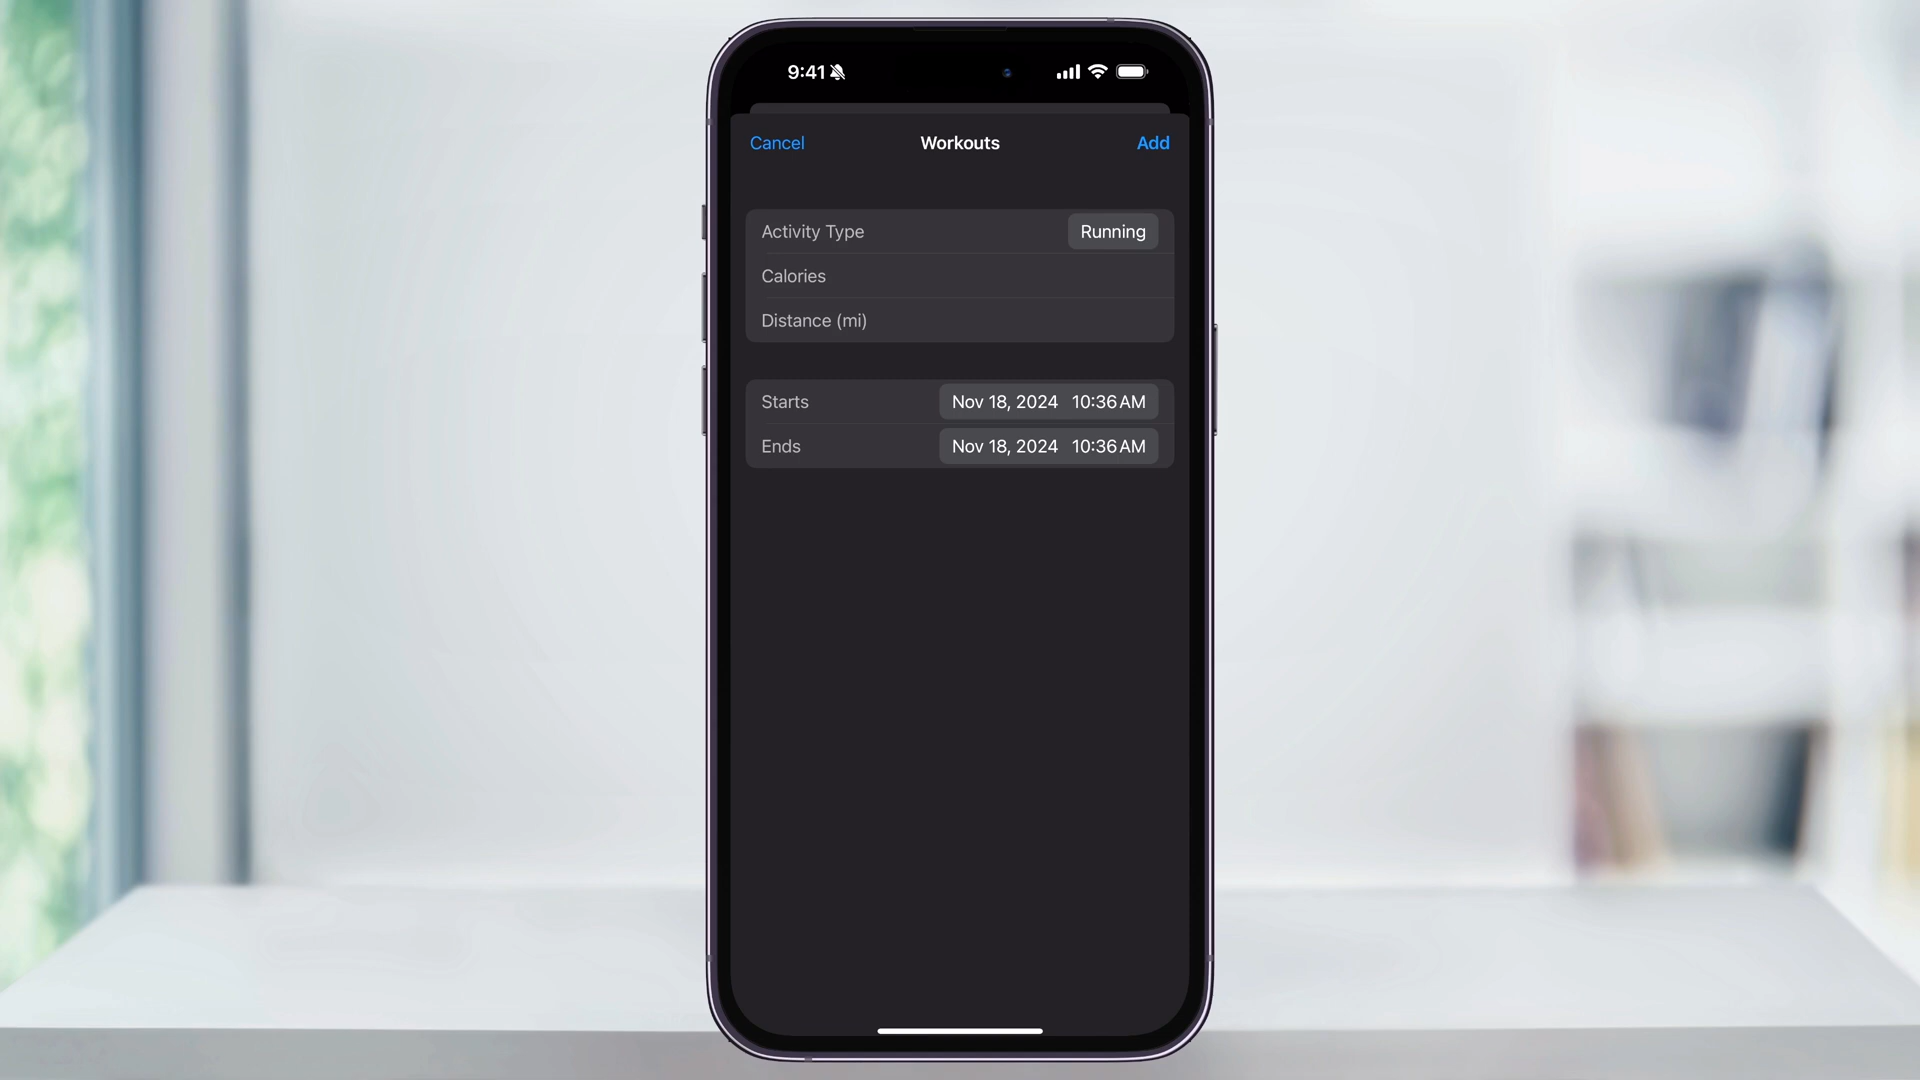 9:41
Cancel Workouts Add
Activity Type Running
Calories
Distance (mi)
Starts Nov 18, 2024 10:36 AM
Ends Nov 18, 2024 10:36 AM